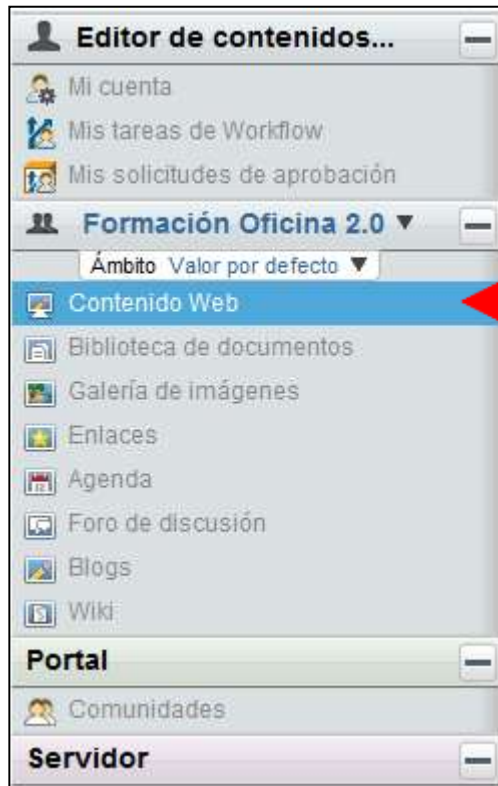 Editor de contenidos...
Mi cuenta
Mis tareas de Workflow
Mis solicitudes de aprobación
Formación Oficina 2.0 ▼
Ámbito Valor por defecto ▼
Contenido Web
Biblioteca de documentos
Galería de imágenes
Enlaces
Agenda
Foro de discusión
Blogs
Wiki
Portal
Comunidades
Servidor